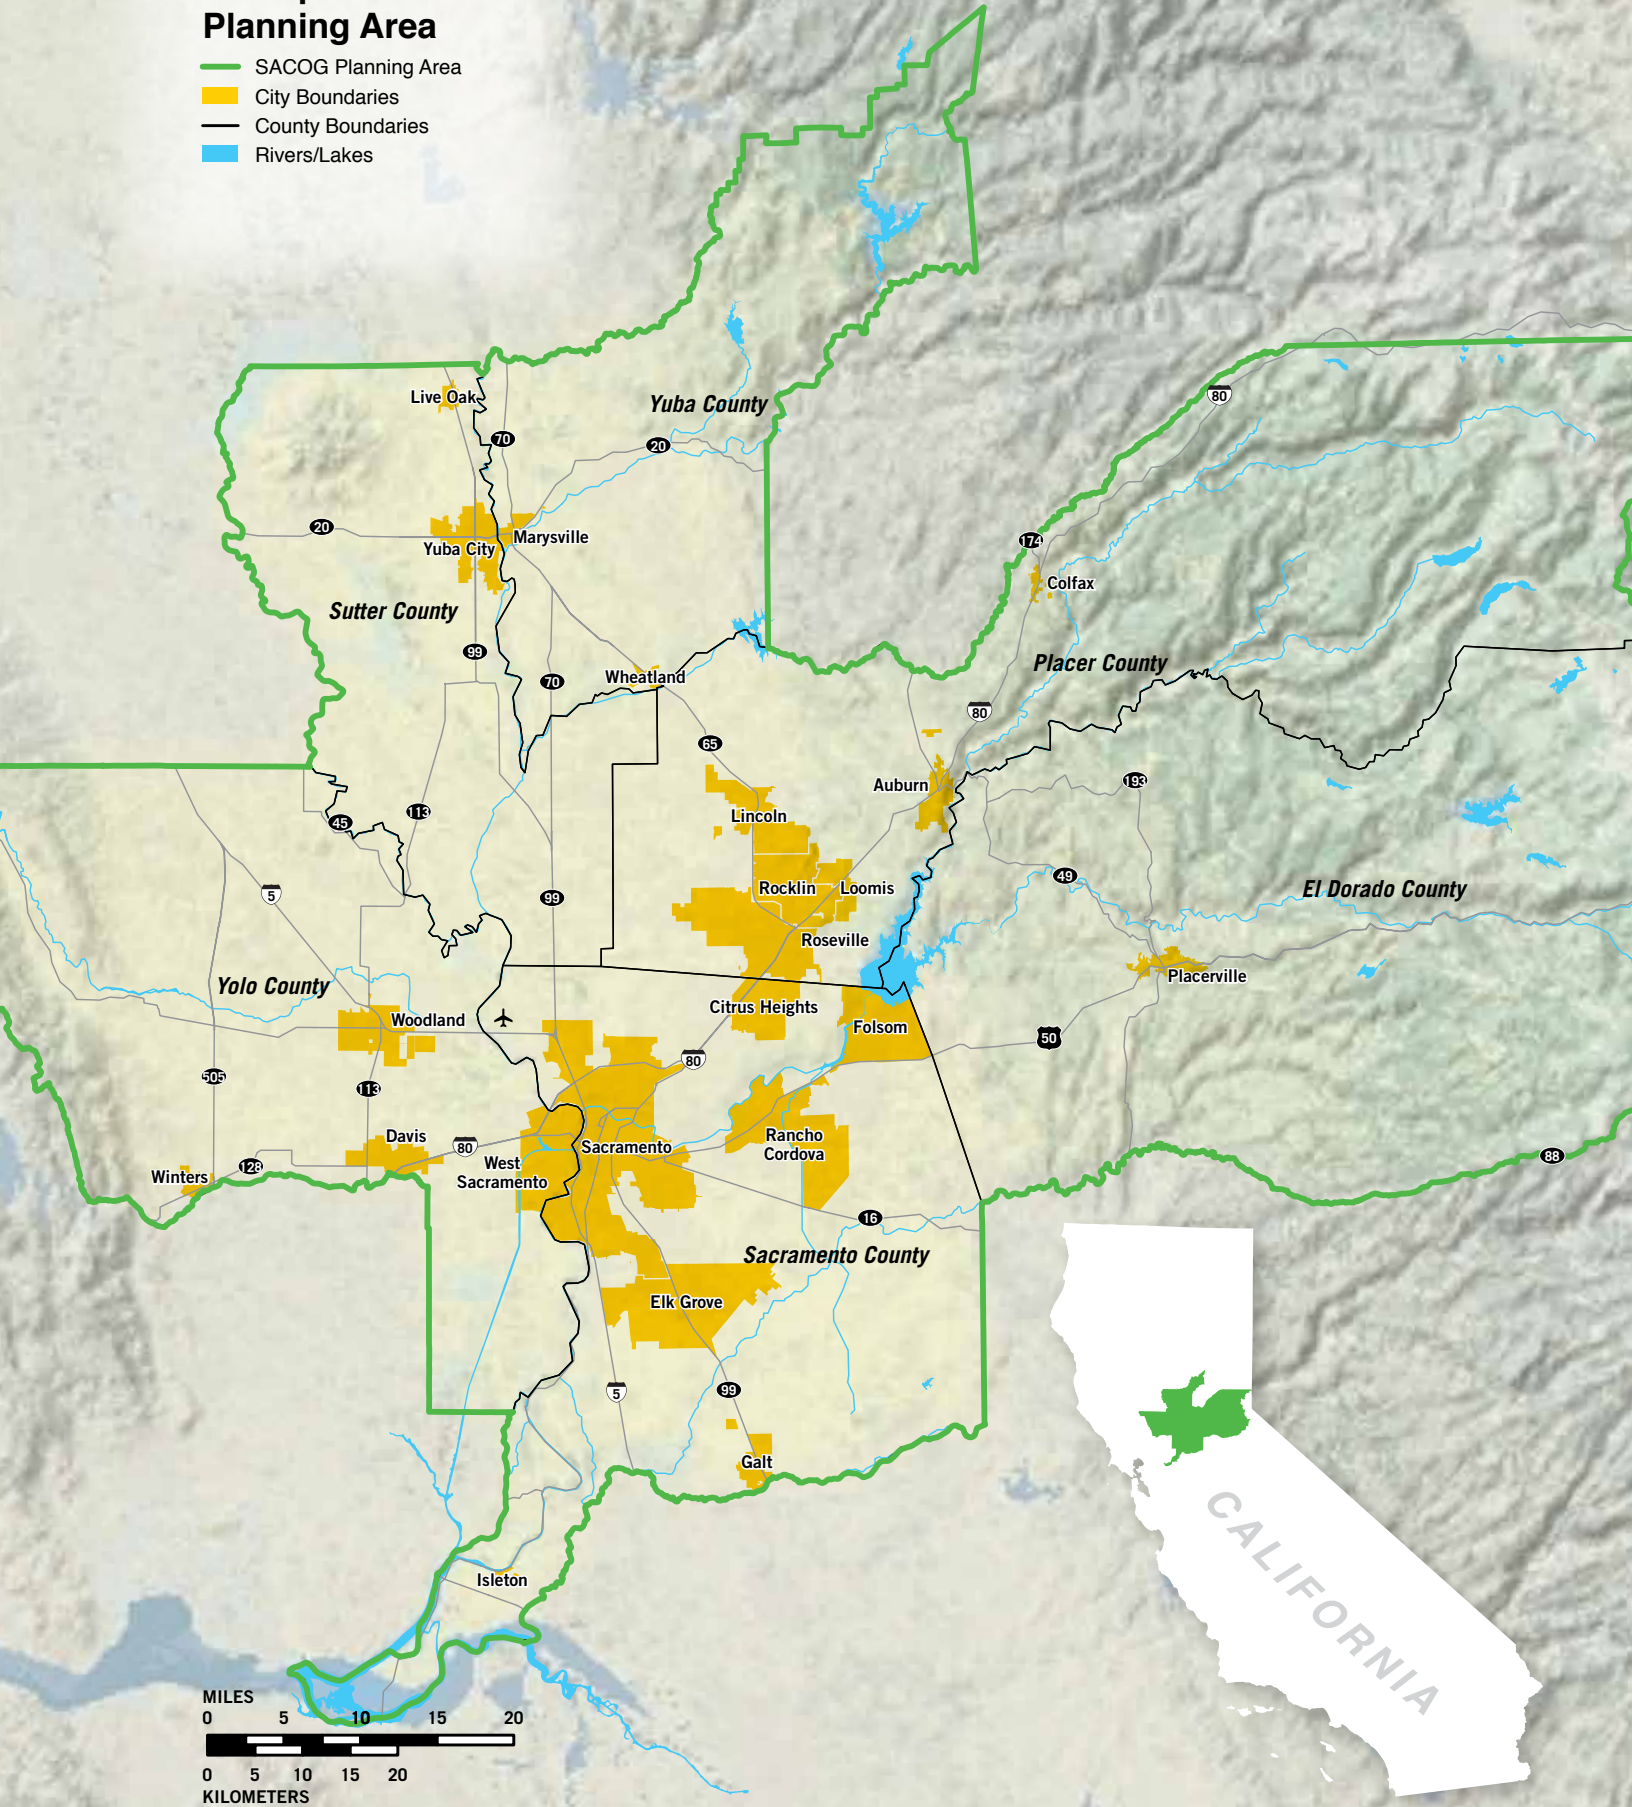 Planning Area
SACOG Planning Area
City Boundaries
County Boundaries
Rivers/Lakes
Live Oak
Yuba County
70
20
80
20
Yuba City
Marysville
174
Colfax
Sutter County
99
70
Wheatland
Placer County
80
65
Auburn
193
Lincoln
113
45
5
99
Rocklin
Loomis
49
El Dorado County
Roseville
Yolo County
Placerville
Woodland
Citrus Heights
Folsom
50
80
505
113
Davis
80
West
Sacramento
Sacramento
Rancho
Cordova
Winters
128
88
16
Sacramento County
Elk Grove
5
99
Galt
Isleton
CALIFORNIA
MILES
0 5 10 15 20
0 5 10 15 20
KILOMETERS